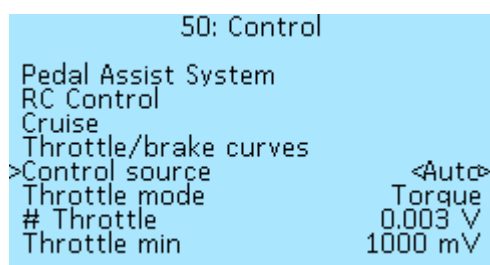 50: Control
Pedal Assist System
RC Control
Cruise
Throttle/brake curves
>Control source <Auto>
Throttle mode Torque
# Throttle 0.003 V
Throttle min 1000 mV